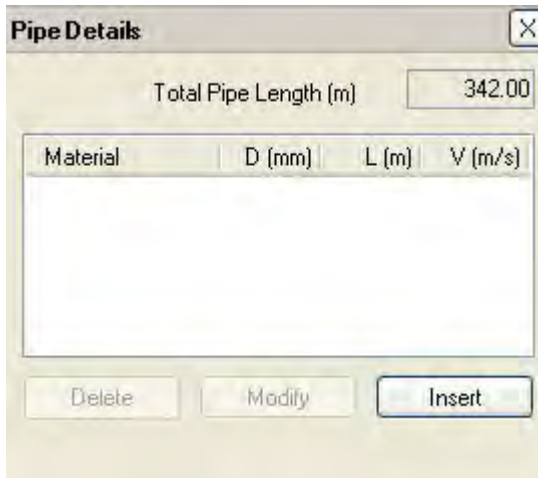 Pipe Details
Total Pipe Length (m) 342.00
Material D (mm) L (m) V (m/s)
Delete Modify Insert